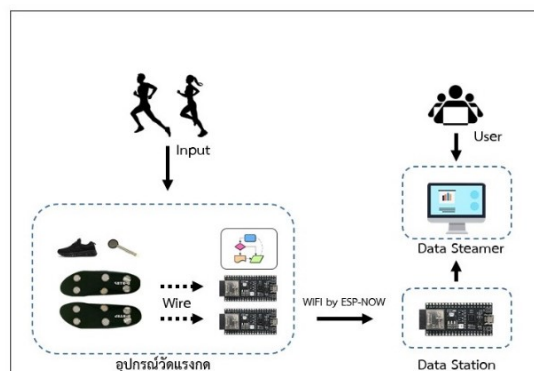 Input
User
Data Steamer
Wire
WIFI by ESP-NOW
อุปกรณ์วัดแรงกด
Data Station